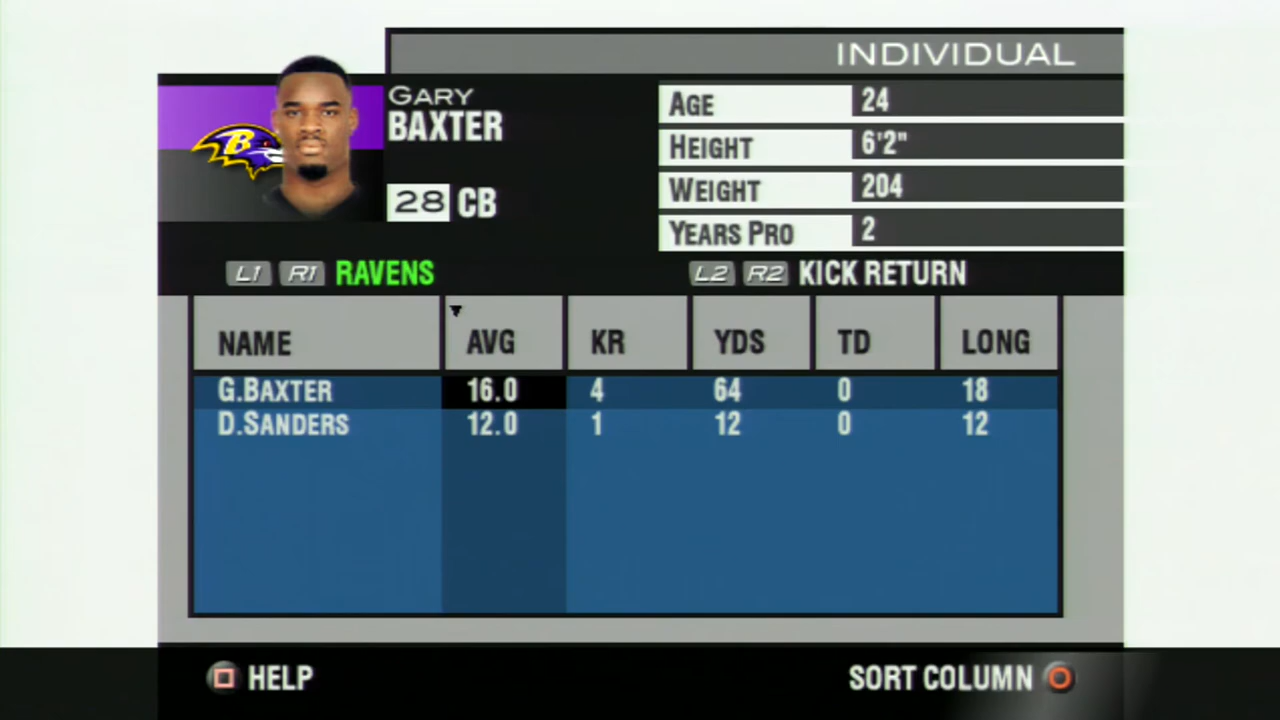 INDIVIDUAL
GARY
BAXTER
28 CB
AGE 24
HEIGHT 6'2"
WEIGHT 204
YEARS PRO 2
L1 R1 RAVENS L2 R2 KICK RETURN
NAME AVG KR YDS TD LONG
G.BAXTER 16.0 4 64 0 18
D.SANDERS 12.0 1 12 0 12
HELP SORT COLUMN